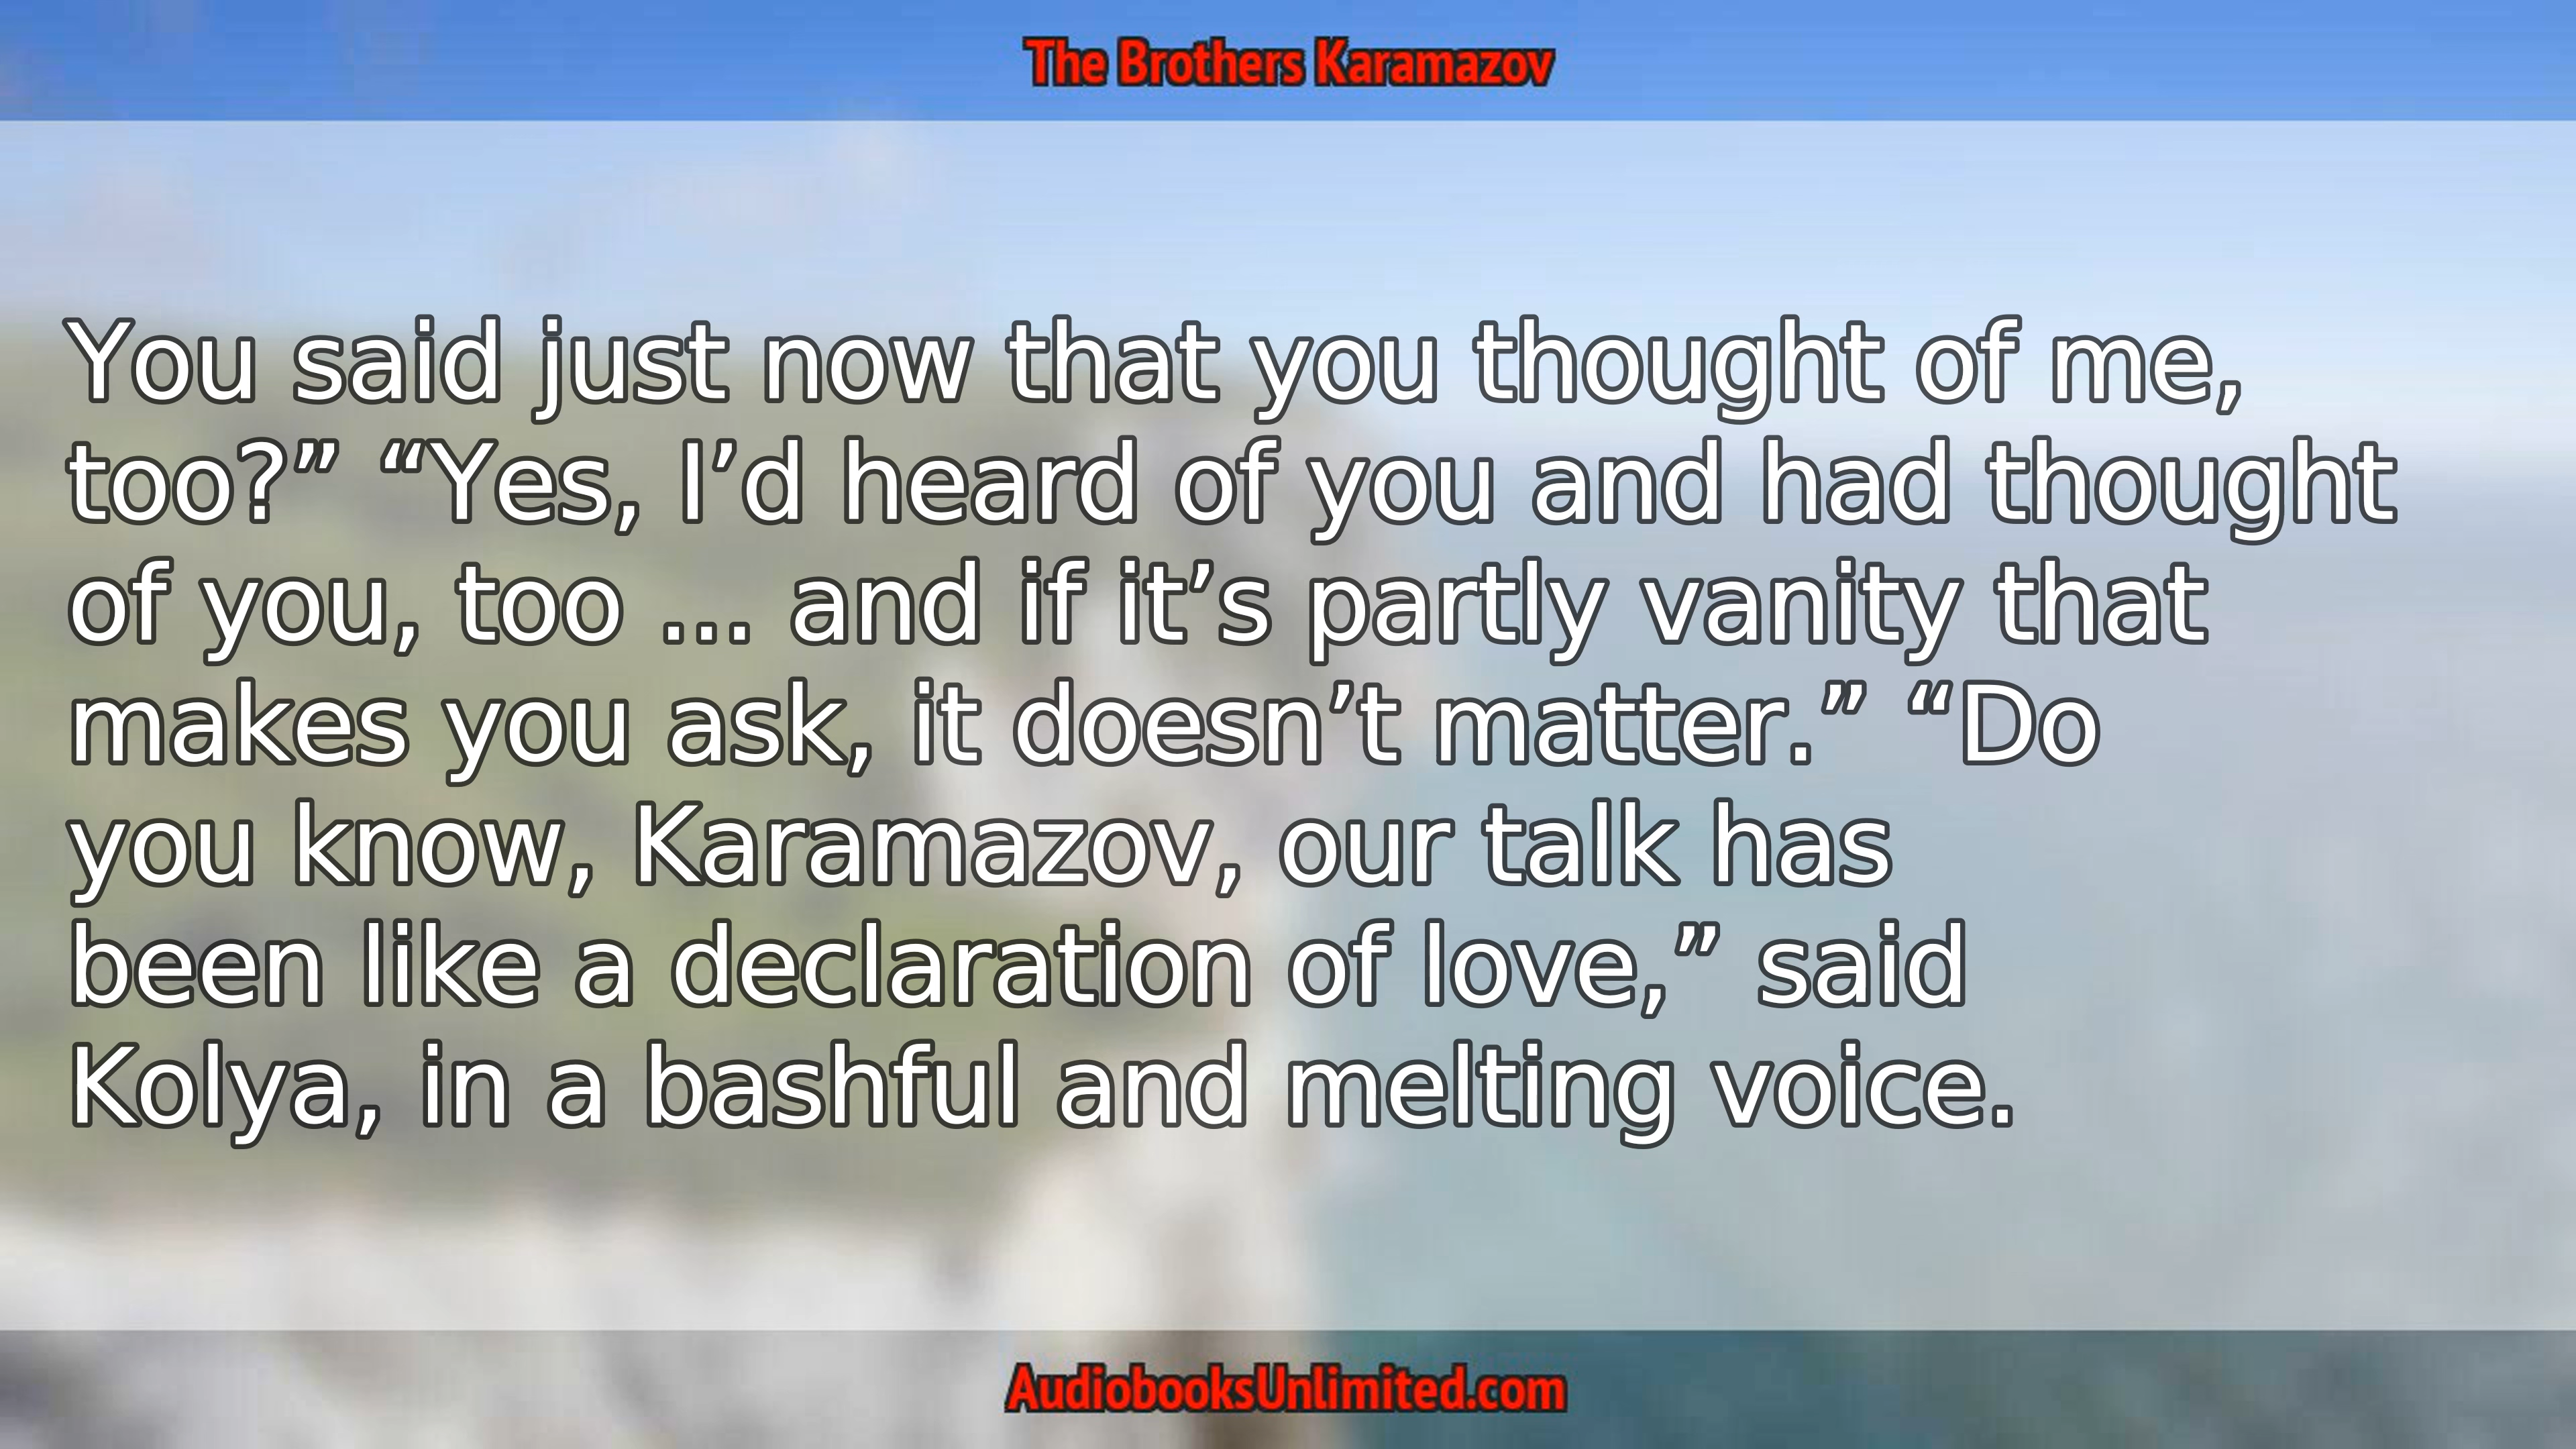 The Brothers Karamazov
You said just now that you thought of me,
too?” “Yes, I’d heard of you and had thought
of you, too ... and if it’s partly vanity that
makes you ask, it doesn’t matter.” “Do
you know, Karamazov, our talk has
been like a declaration of love,” said
Kolya, in a bashful and melting voice.
AudiobooksUnlimited.com